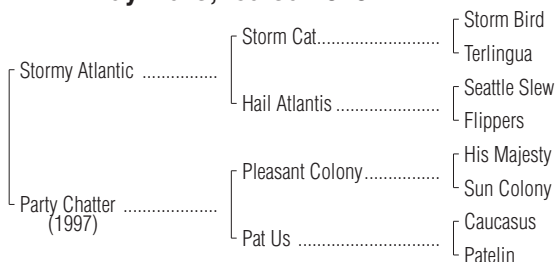 Storm Bird
Storm Cat..............................
Terlingua
Stormy Atlantic ...................
Seattle Slew
Hail Atlantis ..........................
Flippers
His Majesty
Pleasant Colony...................
Sun Colony
Party Chatter .......................
(1997)
Caucasus
Pat Us ...................................
Patelin